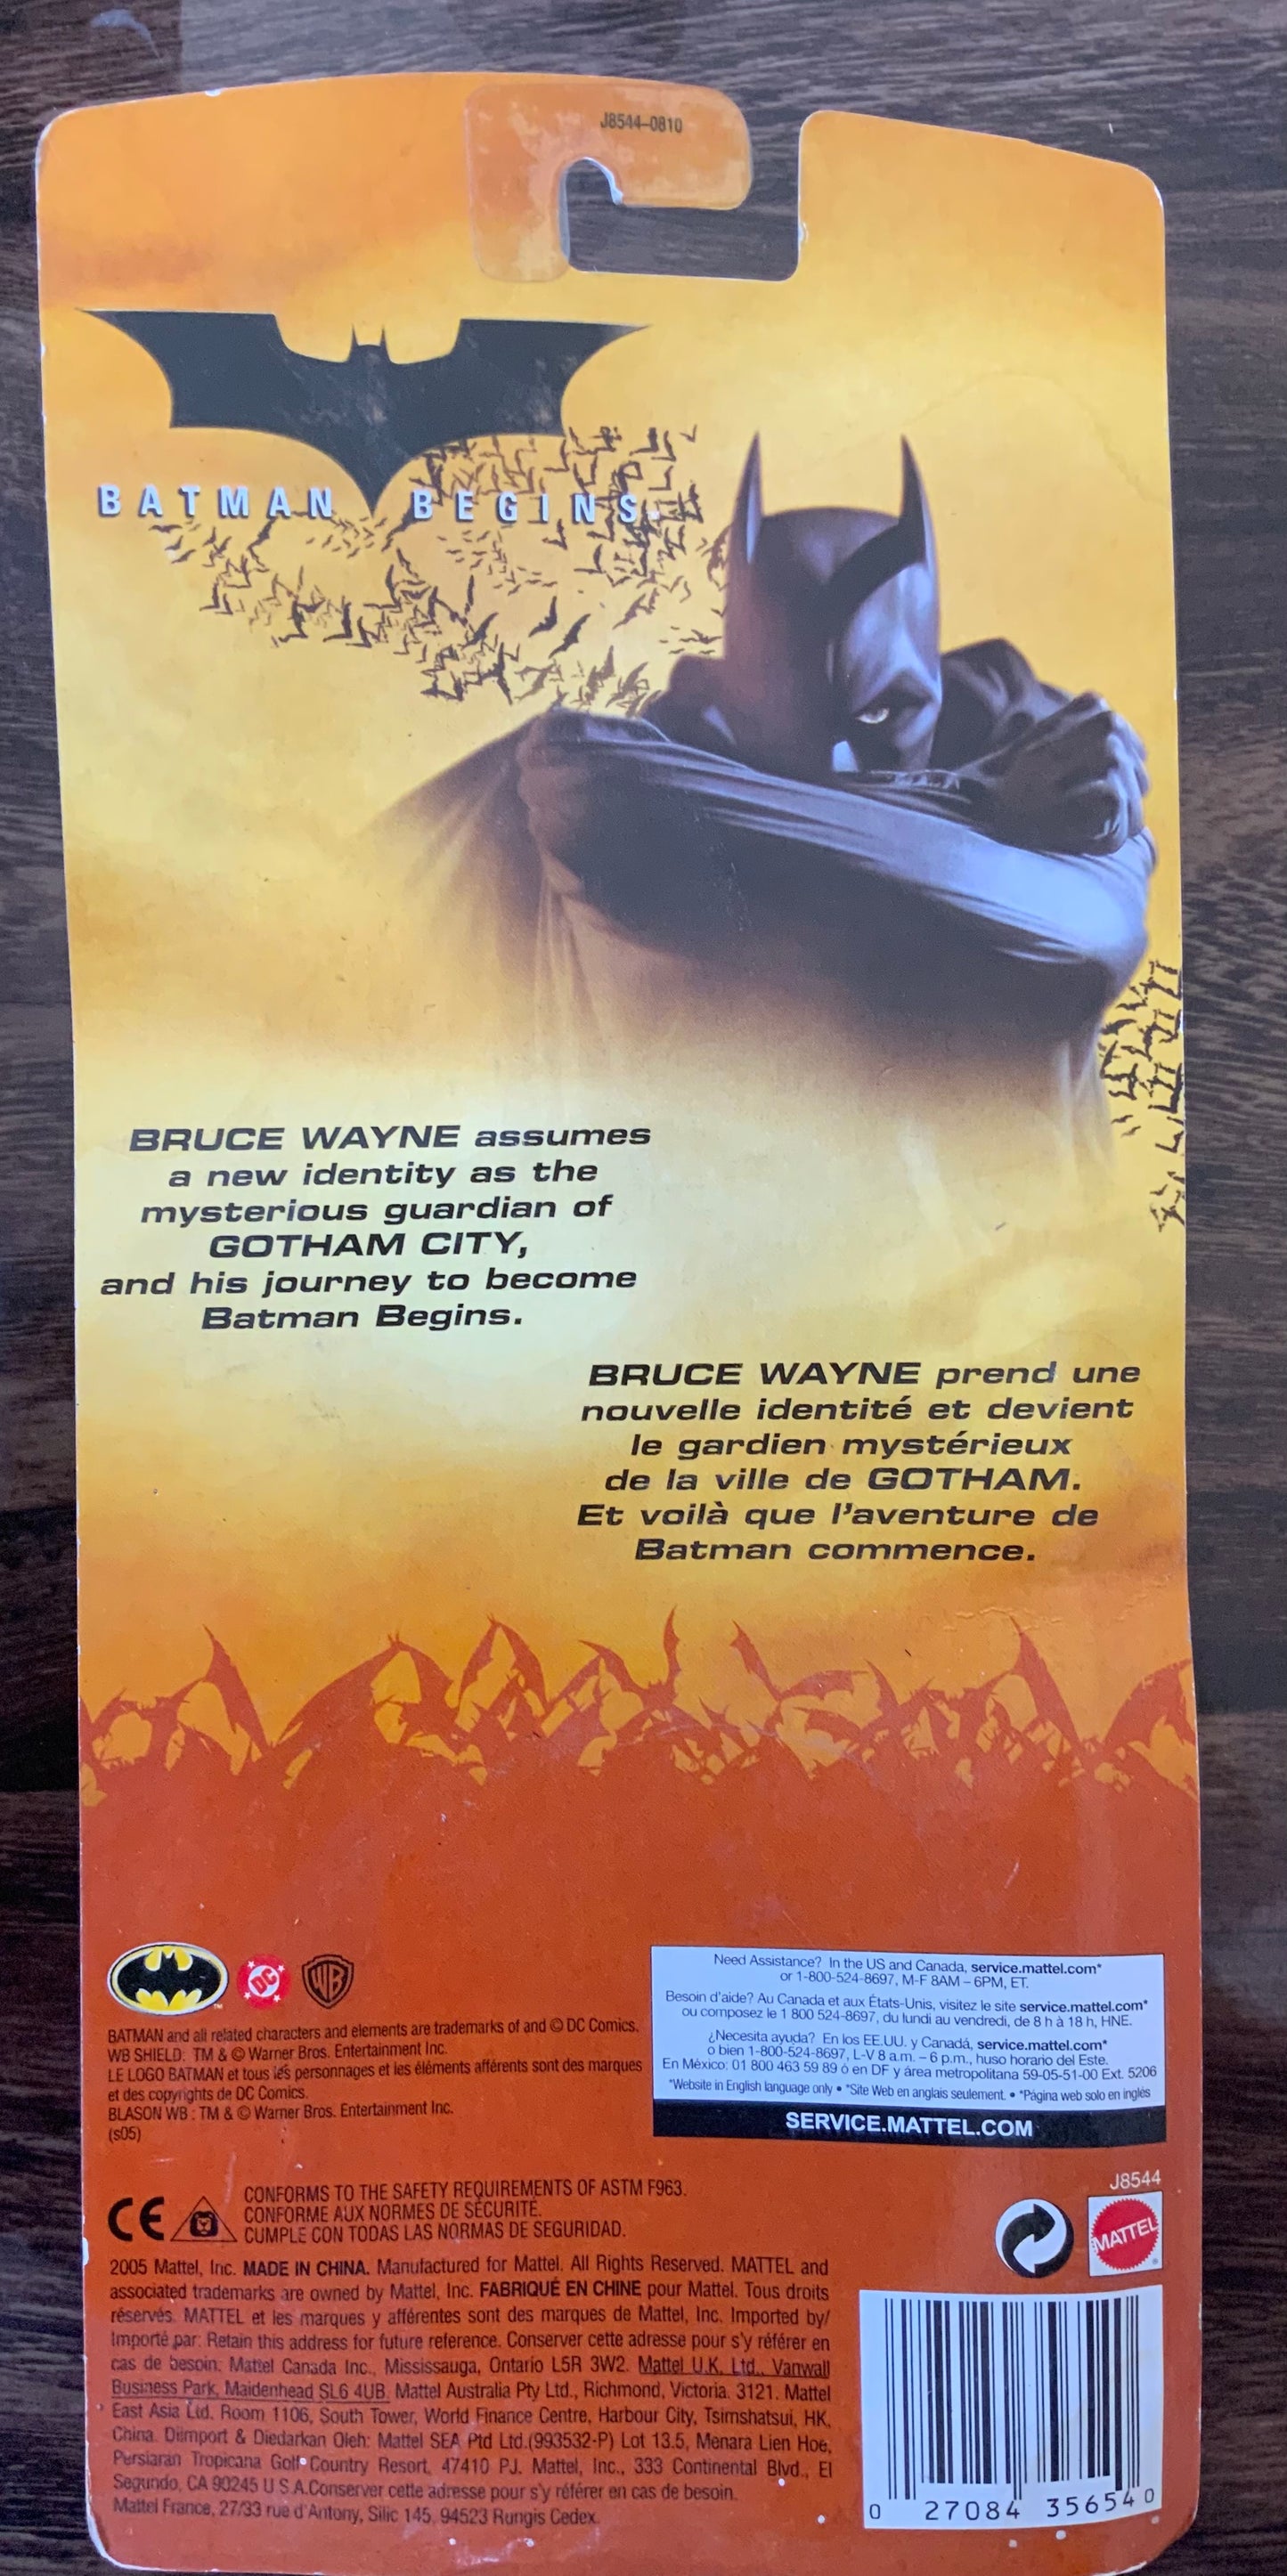 J8544-0810
BATMAN BEGINS
BRUCE WAYNE assumes
a new identity as the
mysterious guardian of
GOTHAM CITY,
and his journey to become
Batman Begins.
BRUCE WAYNE prend une
nouvelle identité et devient
le gardien mystérieux
de la ville de GOTHAM.
Et voilà que l'aventure de
Batman commence.
TM
DC
WB
BATMAN and all related characters and elements are trademarks of and © DC Comics.
WB SHIELD: TM & © Warner Bros. Entertainment Inc.
LE LOGO BATMAN et tous les personnages et les éléments afférents sont des marques
et des copyrights de DC Comics.
BLASON WB : TM & © Warner Bros. Entertainment Inc.
(s05)
Need Assistance? In the US and Canada, service.mattel.com*
or 1-800-524-8697, M-F 8AM – 6PM, ET.
Besoin d'aide? Au Canada et aux États-Unis, visitez le site service.mattel.com*
ou composez le 1 800 524-8697, du lundi au vendredi, de 8 h à 18 h, HNE.
¿Necesita ayuda? En los EE.UU. y Canadá, service.mattel.com*
o bien 1-800-524-8697, L-V 8 a.m. – 6 p.m., huso horario del Este.
En México: 01 800 463 59 89 ó en DF y área metropolitana 59-05-51-00 Ext. 5206
*Website in English language only • *Site Web en anglais seulement. • *Página web solo en inglés
SERVICE.MATTEL.COM
CE
CONFORMS TO THE SAFETY REQUIREMENTS OF ASTM F963.
CONFORME AUX NORMES DE SÉCURITÉ.
CUMPLE CON TODAS LAS NORMAS DE SEGURIDAD.
J8544
MATTEL
2005 Mattel, Inc. MADE IN CHINA. Manufactured for Mattel. All Rights Reserved. MATTEL and
associated trademarks are owned by Mattel, Inc. FABRIQUÉ EN CHINE pour Mattel. Tous droits
réservés. MATTEL et les marques y afférentes sont des marques de Mattel, Inc. Imported by/
Importé par: Retain this address for future reference. Conserver cette adresse pour s'y référer en
cas de besoin: Mattel Canada Inc., Mississauga, Ontario L5R 3W2. Mattel U.K. Ltd., Vanwall
Business Park, Maidenhead SL6 4UB. Mattel Australia Pty Ltd., Richmond, Victoria. 3121. Mattel
East Asia Ltd. Room 1106, South Tower, World Finance Centre, Harbour City, Tsimshatsui, HK,
China. Diimport & Diedarkan Oleh: Mattel SEA Ptd Ltd.(993532-P) Lot 13.5, Menara Lien Hoe,
Persiaran Tropicana Golf Country Resort, 47410 PJ. Mattel, Inc., 333 Continental Blvd., El
Segundo, CA 90245 U S A.Conserver cette adresse pour s'y référer en cas de besoin.
Mattel France, 27/33 rue d'Antony, Silic 145, 94523 Rungis Cedex.
0 27084 35654 0